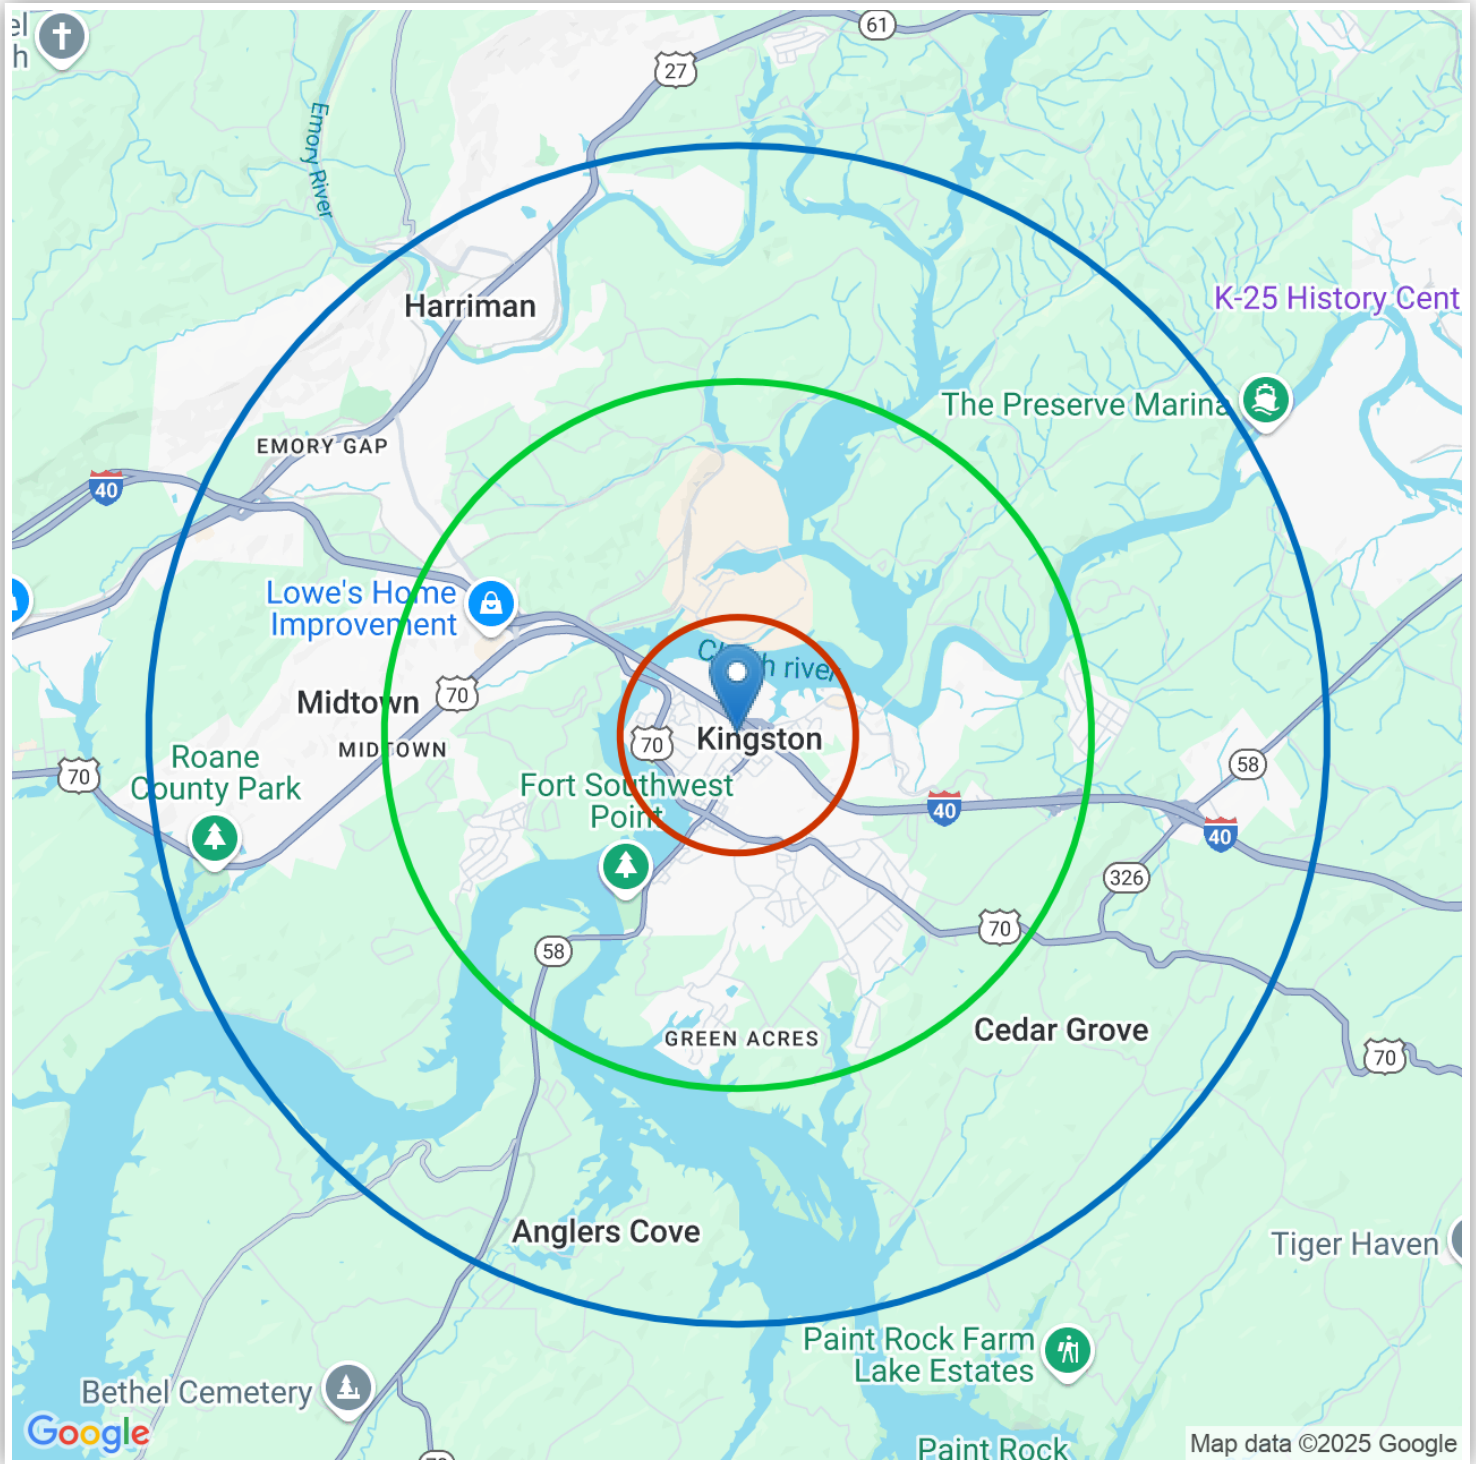 61
27
Emory River
Harriman
K-25 History Cent
The Preserve Marina
EMORY GAP
40
Lowe's Home
Improvement
river
Midtown
70
MIDTOWN
70
Kingston
Roane
County Park
70
Fort Southwest
Point
58
40
40
326
70
58
GREEN ACRES
Cedar Grove
70
Anglers Cove
Tiger Haven
Paint Rock Farm
Lake Estates
Bethel Cemetery
Google
Paint Rock
Map data ©2025 Google